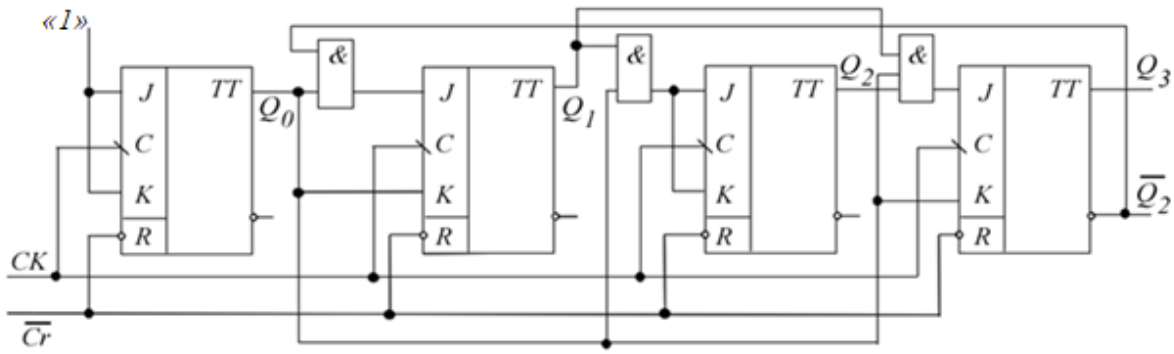 «1»
& & &
J TT Q₀ J TT Q₁ J TT Q₂ J TT Q₃
C C C C
K K K K Q̅₂
R R R R
CK
C̅r̅